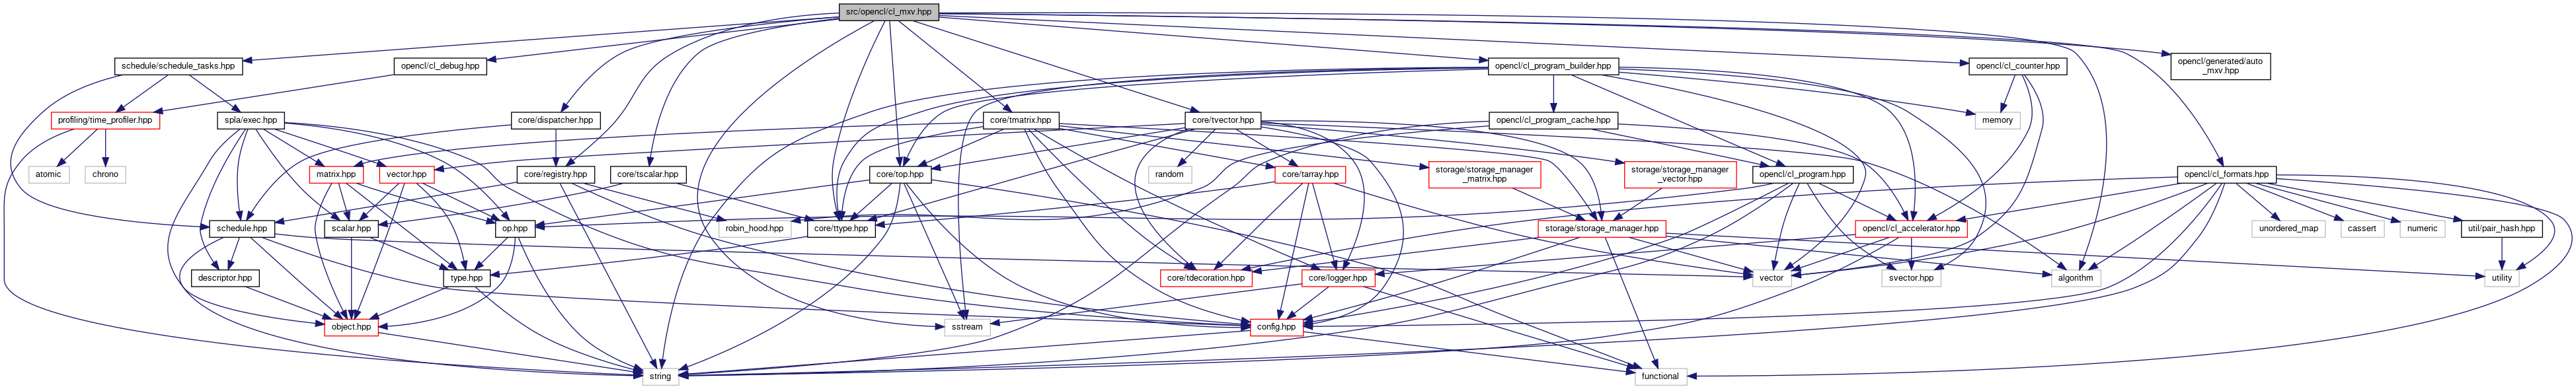 src/opencl/cl_mxv.hpp
schedule/schedule_tasks.hpp
opencl/cl_debug.hpp
opencl/cl_program_builder.hpp
opencl/cl_counter.hpp
opencl/generated/auto
_mxv.hpp
profiling/time_profiler.hpp
spla/exec.hpp
core/dispatcher.hpp
core/tmatrix.hpp
core/tvector.hpp
opencl/cl_program_cache.hpp
memory
atomic
chrono
matrix.hpp
vector.hpp
core/registry.hpp
core/tscalar.hpp
core/top.hpp
random
core/tarray.hpp
storage/storage_manager
_matrix.hpp
storage/storage_manager
_vector.hpp
opencl/cl_program.hpp
opencl/cl_formats.hpp
schedule.hpp
scalar.hpp
op.hpp
robin_hood.hpp
core/ttype.hpp
storage/storage_manager.hpp
opencl/cl_accelerator.hpp
unordered_map
cassert
numeric
util/pair_hash.hpp
descriptor.hpp
type.hpp
core/tdecoration.hpp
core/logger.hpp
vector
svector.hpp
algorithm
utility
object.hpp
sstream
config.hpp
string
functional